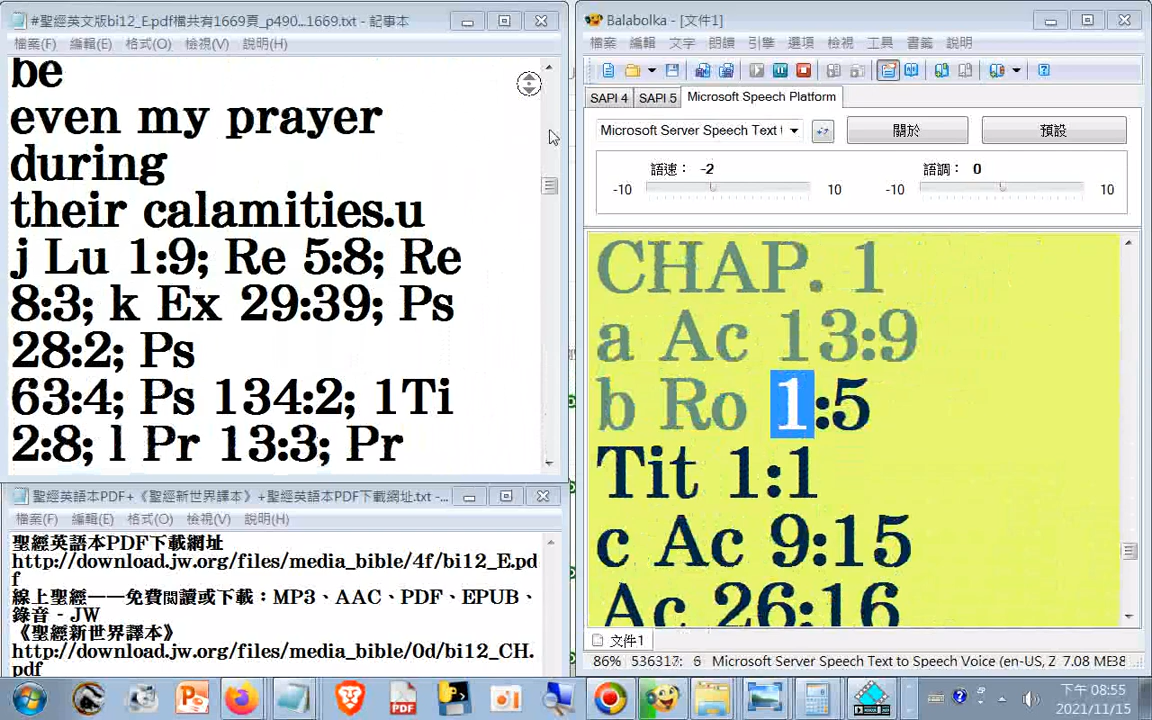 #聖經英文版bi12_E.pdf檔共有1669頁_p490...1669.txt - 記事本
檔案(F) 編輯(E) 格式(O) 檢視(V) 說明(H)
be
even my prayer
during
their calamities.u
j Lu 1:9; Re 5:8; Re
8:3; k Ex 29:39; Ps
28:2; Ps
63:4; Ps 134:2; 1Ti
2:8; l Pr 13:3; Pr
聖經英語本PDF+《聖經新世界譯本》+聖經英語本PDF下載網址.txt -...
檔案(F) 編輯(E) 格式(O) 檢視(V) 說明(H)
聖經英語本PDF下載網址
http://download.jw.org/files/media_bible/4f/bi12_E.pd
f
線上聖經——免費閱讀或下載：MP3、AAC、PDF、EPUB、
錄音 - JW
《聖經新世界譯本》
http://download.jw.org/files/media_bible/0d/bi12_CH.
pdf
Balabolka - [文件1]
檔案 編輯 文字 朗讀 引擎 選項 檢視 工具 書籤 說明
SAPI 4 SAPI 5 Microsoft Speech Platform
Microsoft Server Speech Text t 關於 預設
語速： -2 語調： 0
-10 10 -10 10
CHAP. 1
a Ac 13:9
b Ro 1:5
Tit 1:1
c Ac 9:15
Ac 26:16
文件1
86% 536317: 6 Microsoft Server Speech Text to Speech Voice (en-US, Z 7.08 MB
PDF
下午 08:55
2021/11/15